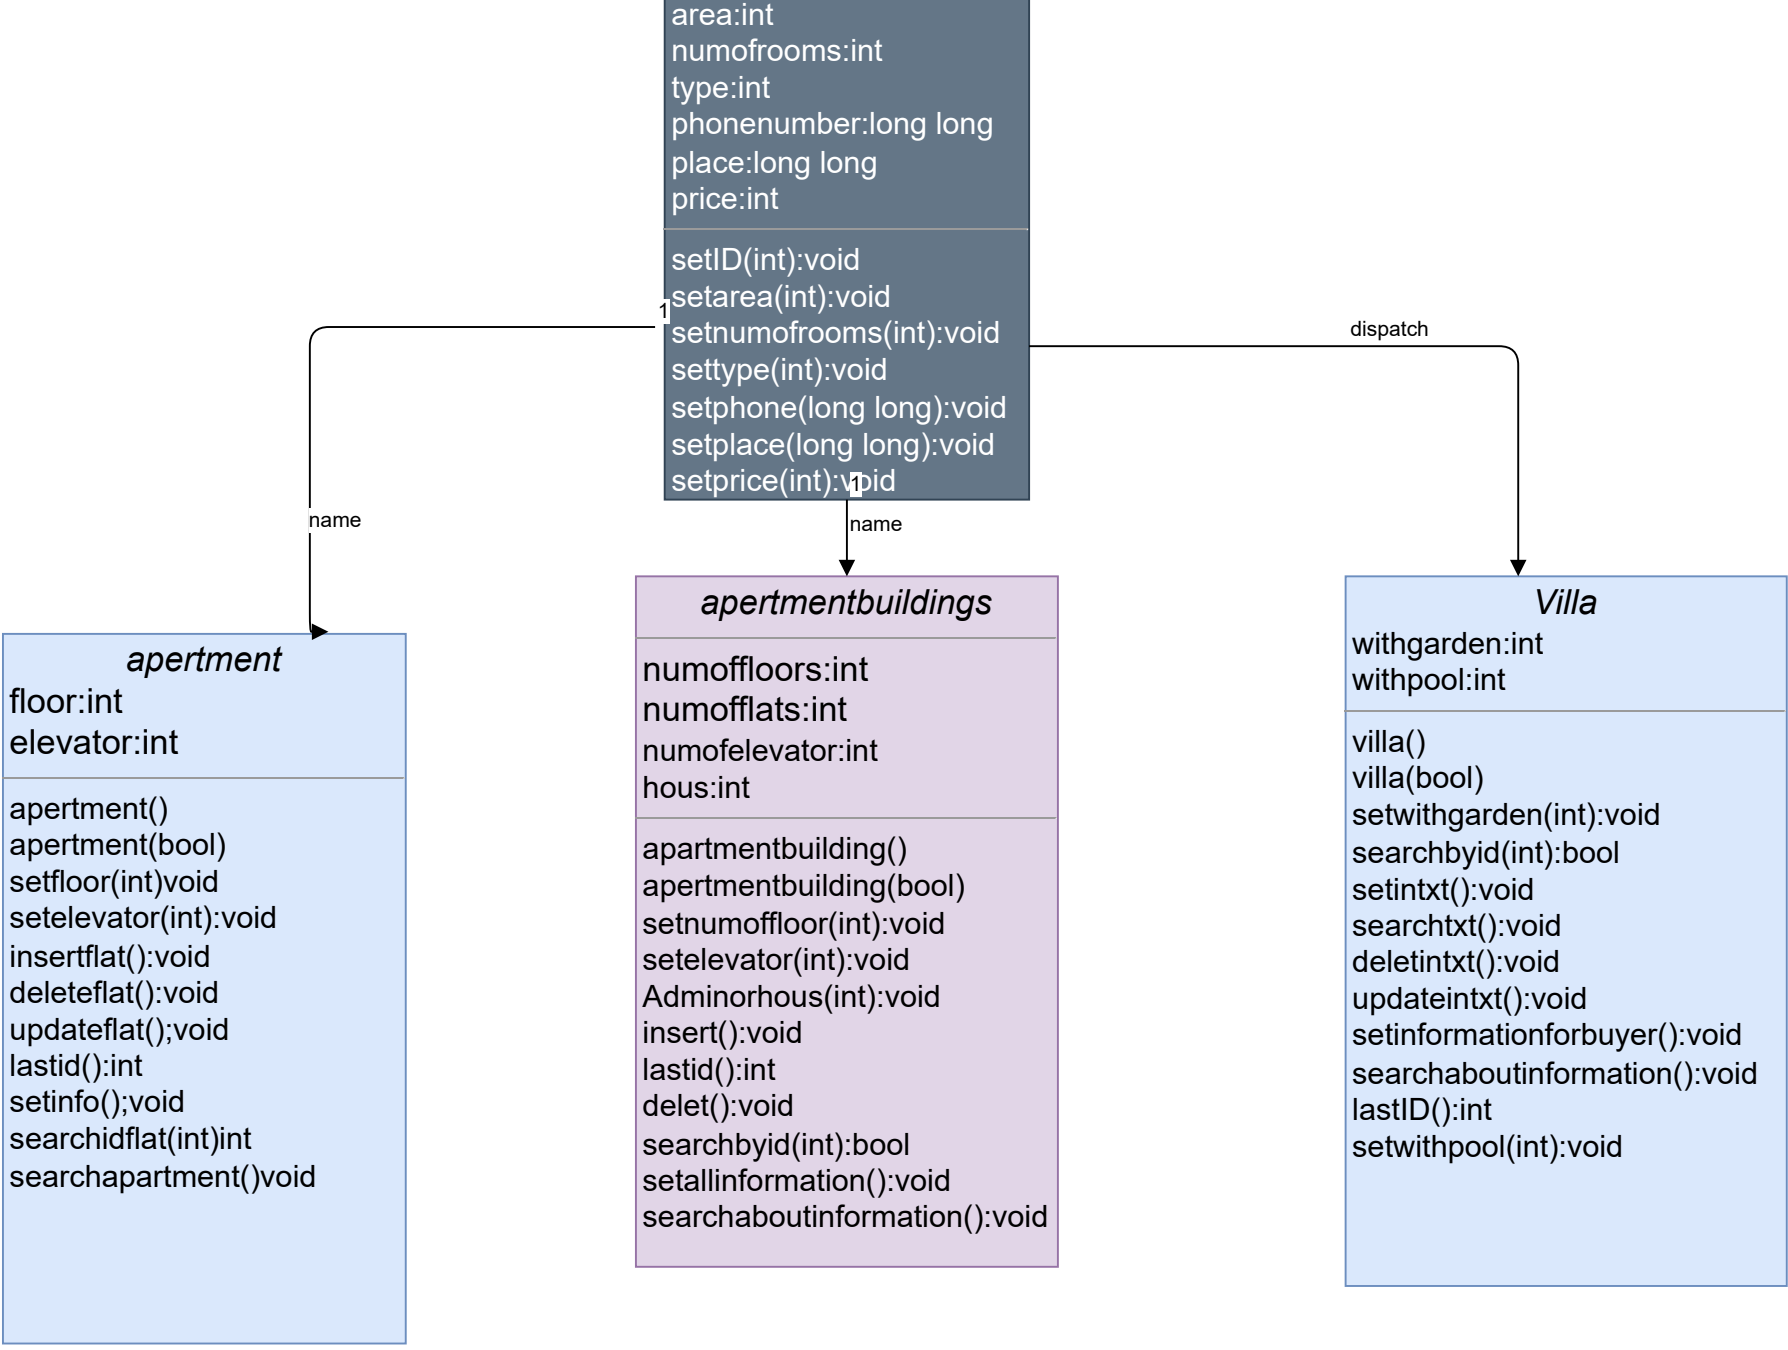 area:int
numofrooms:int
type:int
phonenumber:long long
place:long long
price:int
setID(int):void
setarea(int):void
setnumofrooms(int):void
settype(int):void
setphone(long long):void
setplace(long long):void
setprice(int):void
1
1
name
name
dispatch
apertment
floor:int
elevator:int
apertment()
apertment(bool)
setfloor(int)void
setelevator(int):void
insertflat():void
deleteflat():void
updateflat();void
lastid():int
setinfo();void
searchidflat(int)int
searchapartment()void
apertmentbuildings
numoffloors:int
numofflats:int
numofelevator:int
hous:int
apartmentbuilding()
apertmentbuilding(bool)
setnumoffloor(int):void
setelevator(int):void
Adminorhous(int):void
insert():void
lastid():int
delet():void
searchbyid(int):bool
setallinformation():void
searchaboutinformation():void
Villa
withgarden:int
withpool:int
villa()
villa(bool)
setwithgarden(int):void
searchbyid(int):bool
setintxt():void
searchtxt():void
deletintxt():void
updateintxt():void
setinformationforbuyer():void
searchaboutinformation():void
lastID():int
setwithpool(int):void